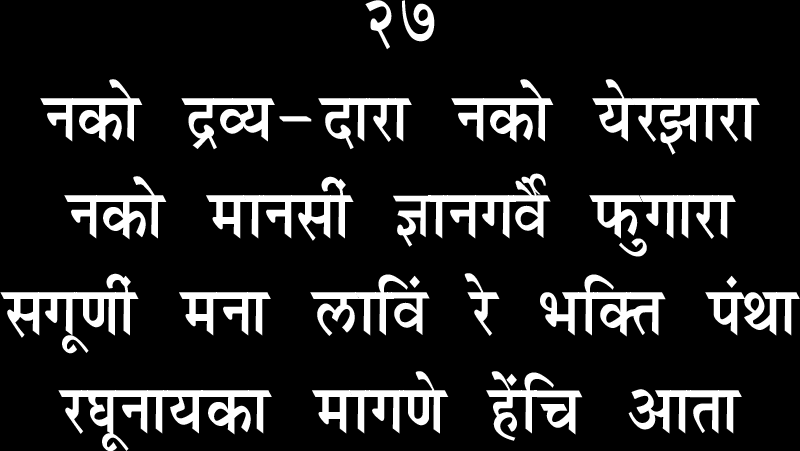 २७
नको द्रव्य-दारा नको येरझारा
नको मानसीं ज्ञानगर्वै फुगारा
सगूणीं मना लाविं रे भक्ति पंथा
रघूनायका मागणे हेंचि आता